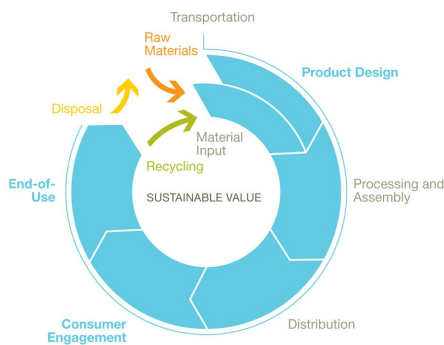 Transportation
Raw
Materials
Product Design
Disposal
Material
Input
Recycling
End-of-
Use
SUSTAINABLE VALUE
Processing and
Assembly
Consumer
Engagement
Distribution